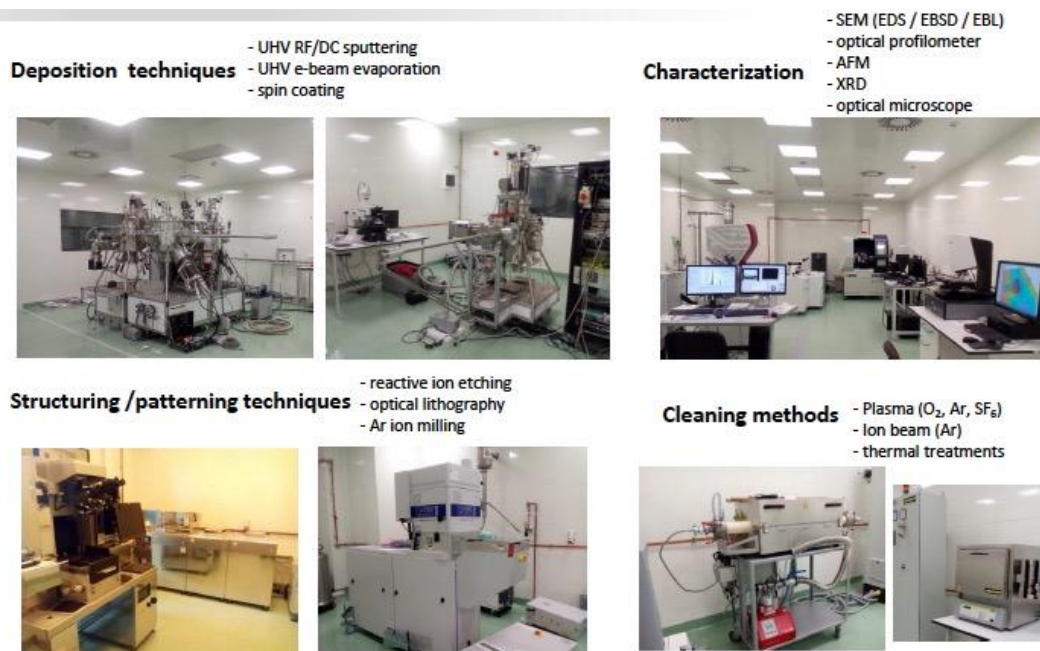 Deposition techniques
- UHV RF/DC sputtering
- UHV e-beam evaporation
- spin coating
Characterization
- SEM (EDS / EBSD / EBL)
- optical profilometer
- AFM
- XRD
- optical microscope
Structuring /patterning techniques
- reactive ion etching
- optical lithography
- Ar ion milling
Cleaning methods
- Plasma (O₂, Ar, SF₆)
- Ion beam (Ar)
- thermal treatments